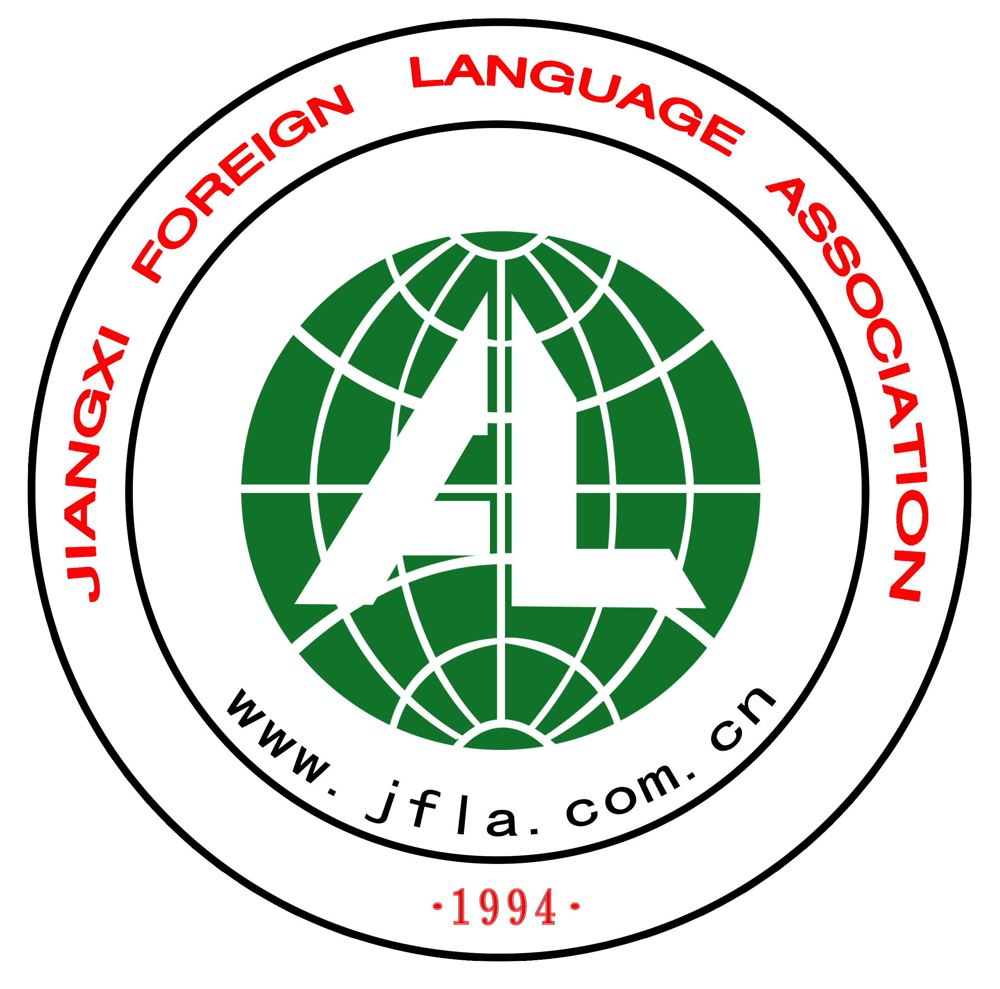 JIANGXI FOREIGN LANGUAGE ASSOCIATION
www.jfla.com.cn
·1994·